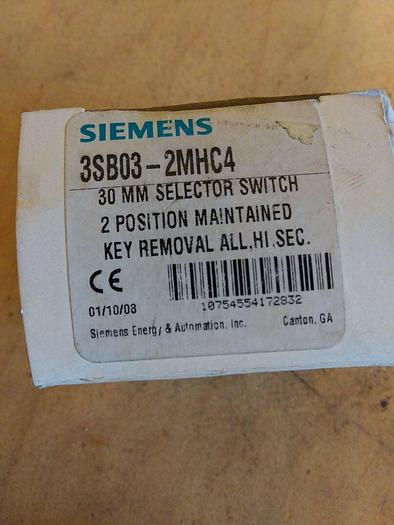 SIEMENS
3SB03-2MHC4
30 MM SELECTOR SWITCH
2 POSITION MAINTAINED
KEY REMOVAL ALL,HI.SEC.
CE
01/10/08
10754554172832
Siemens Energy & Automation, Inc. Canton, GA